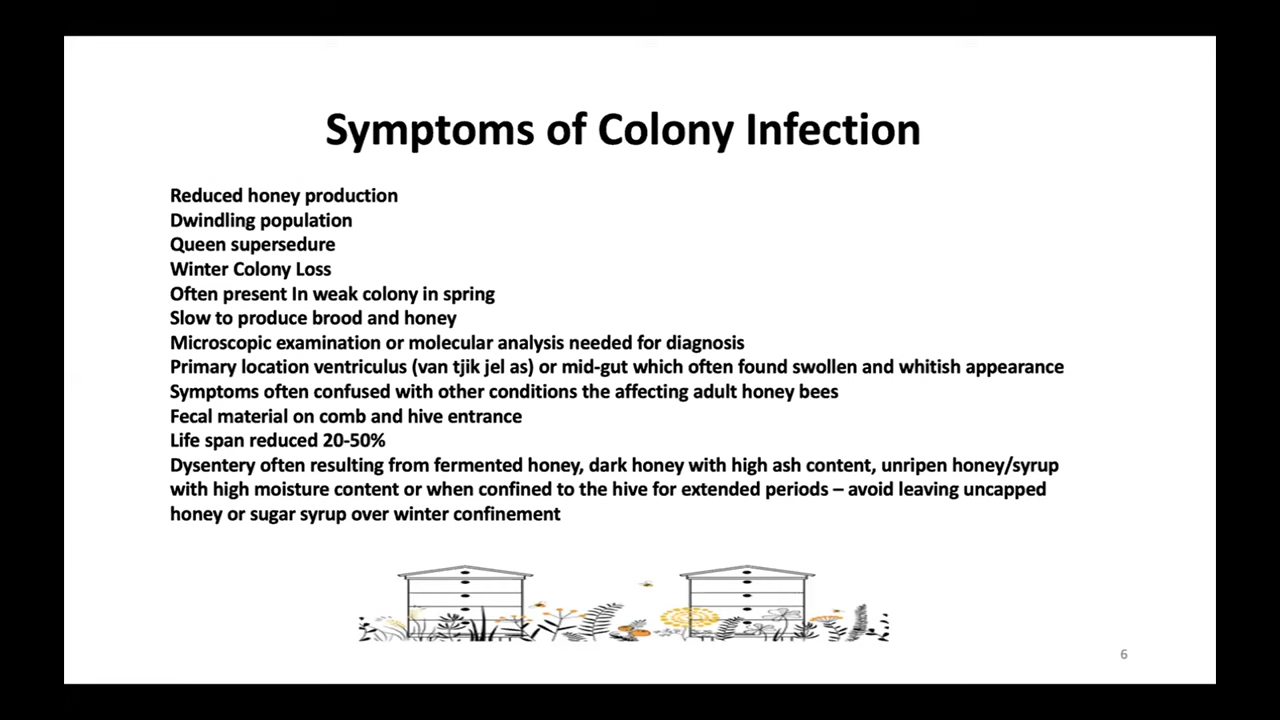 Symptoms of Colony Infection
Reduced honey production
Dwindling population
Queen supersedure
Winter Colony Loss
Often present In weak colony in spring
Slow to produce brood and honey
Microscopic examination or molecular analysis needed for diagnosis
Primary location ventriculus (van tjik jel as) or mid-gut which often found swollen and whitish appearance
Symptoms often confused with other conditions the affecting adult honey bees
Fecal material on comb and hive entrance
Life span reduced 20-50%
Dysentery often resulting from fermented honey, dark honey with high ash content, unripen honey/syrup
with high moisture content or when confined to the hive for extended periods – avoid leaving uncapped
honey or sugar syrup over winter confinement
6